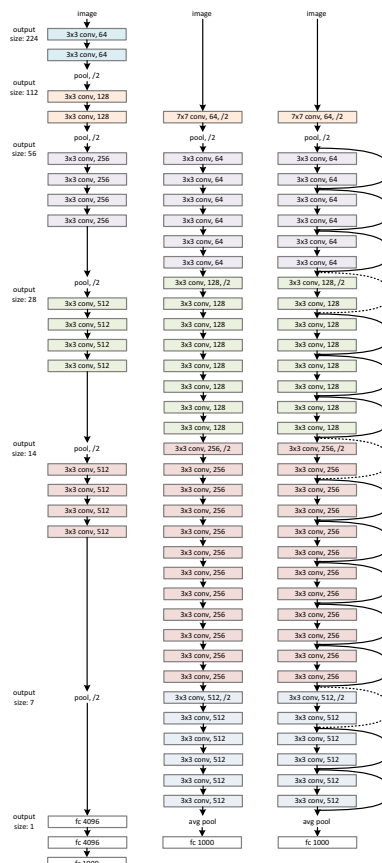 output
size: 224
output
size: 112
output
size: 56
output
size: 28
output
size: 14
output
size: 7
output
size: 1
image
3x3 conv, 64
3x3 conv, 64
pool, /2
3x3 conv, 128
3x3 conv, 128
pool, /2
3x3 conv, 256
3x3 conv, 256
3x3 conv, 256
3x3 conv, 256
pool, /2
3x3 conv, 512
3x3 conv, 512
3x3 conv, 512
3x3 conv, 512
pool, /2
3x3 conv, 512
3x3 conv, 512
3x3 conv, 512
3x3 conv, 512
pool, /2
fc 4096
fc 4096
fc 1000
image
7x7 conv, 64, /2
pool, /2
3x3 conv, 64
3x3 conv, 64
3x3 conv, 64
3x3 conv, 64
3x3 conv, 64
3x3 conv, 64
3x3 conv, 128, /2
3x3 conv, 128
3x3 conv, 128
3x3 conv, 128
3x3 conv, 128
3x3 conv, 128
3x3 conv, 128
3x3 conv, 128
3x3 conv, 256, /2
3x3 conv, 256
3x3 conv, 256
3x3 conv, 256
3x3 conv, 256
3x3 conv, 256
3x3 conv, 256
3x3 conv, 256
3x3 conv, 256
3x3 conv, 256
3x3 conv, 256
3x3 conv, 256
3x3 conv, 512, /2
3x3 conv, 512
3x3 conv, 512
3x3 conv, 512
3x3 conv, 512
3x3 conv, 512
avg pool
fc 1000
image
7x7 conv, 64, /2
pool, /2
3x3 conv, 64
3x3 conv, 64
3x3 conv, 64
3x3 conv, 64
3x3 conv, 64
3x3 conv, 64
3x3 conv, 128, /2
3x3 conv, 128
3x3 conv, 128
3x3 conv, 128
3x3 conv, 128
3x3 conv, 128
3x3 conv, 128
3x3 conv, 128
3x3 conv, 256, /2
3x3 conv, 256
3x3 conv, 256
3x3 conv, 256
3x3 conv, 256
3x3 conv, 256
3x3 conv, 256
3x3 conv, 256
3x3 conv, 256
3x3 conv, 256
3x3 conv, 256
3x3 conv, 256
3x3 conv, 512, /2
3x3 conv, 512
3x3 conv, 512
3x3 conv, 512
3x3 conv, 512
3x3 conv, 512
avg pool
fc 1000